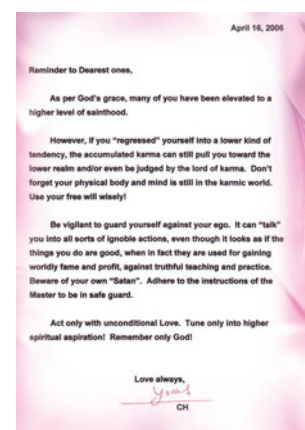 April 16, 2006
Reminder to Dearest ones,
As per God's grace, many of you have been elevated to a
higher level of sainthood.
However, if you "regressed" yourself into a lower kind of
tendency, the accumulated karma can still pull you toward the
lower realm and/or even be judged by the lord of karma. Don't
forget your physical body and mind is still in the karmic world.
Use your free will wisely!
Be vigilant to guard yourself against your ego. It can "talk"
you into all sorts of ignoble actions, even though it looks as if the
things you do are good, when in fact they are used for gaining
worldly fame and profit, against truthful teaching and practice.
Beware of your own "Satan". Adhere to the instructions of the
Master to be in safe guard.
Act only with unconditional Love. Tune only into higher
spiritual aspiration! Remember only God!
Love always,
Yours
CH